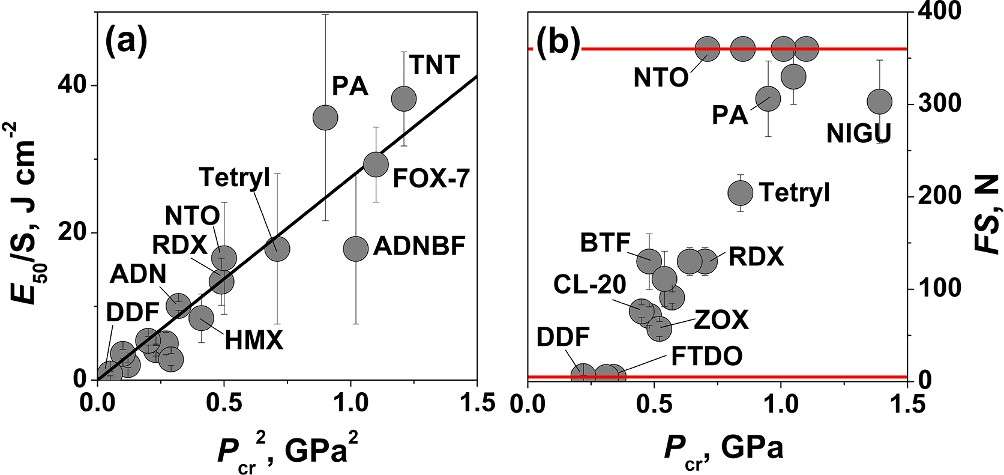 (a)
E50/S, J cm-2
40
20
0
PA
TNT
Tetryl
FOX-7
NTO
RDX
ADNBF
ADN
DDF
HMX
0.0 0.5 1.0 1.5
Pcr2, GPa2
(b)
400
300
200
100
0
FS, N
NTO
PA
NIGU
Tetryl
BTF
RDX
CL-20
ZOX
DDF
FTDO
0.0 0.5 1.0 1.5
Pcr, GPa